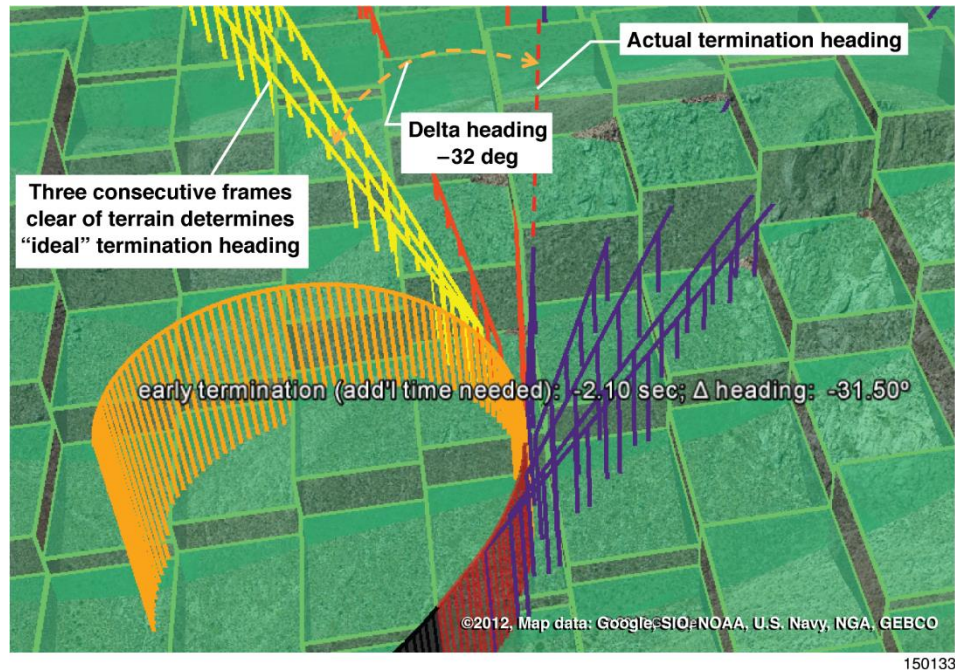 Actual termination heading
Delta heading
–32 deg
Three consecutive frames
clear of terrain determines
“ideal” termination heading
early termination (add'l time needed): -2.10 sec; Δ heading: -31.50º
©2012, Map data: Google, SIO, NOAA, U.S. Navy, NGA, GEBCO
150133